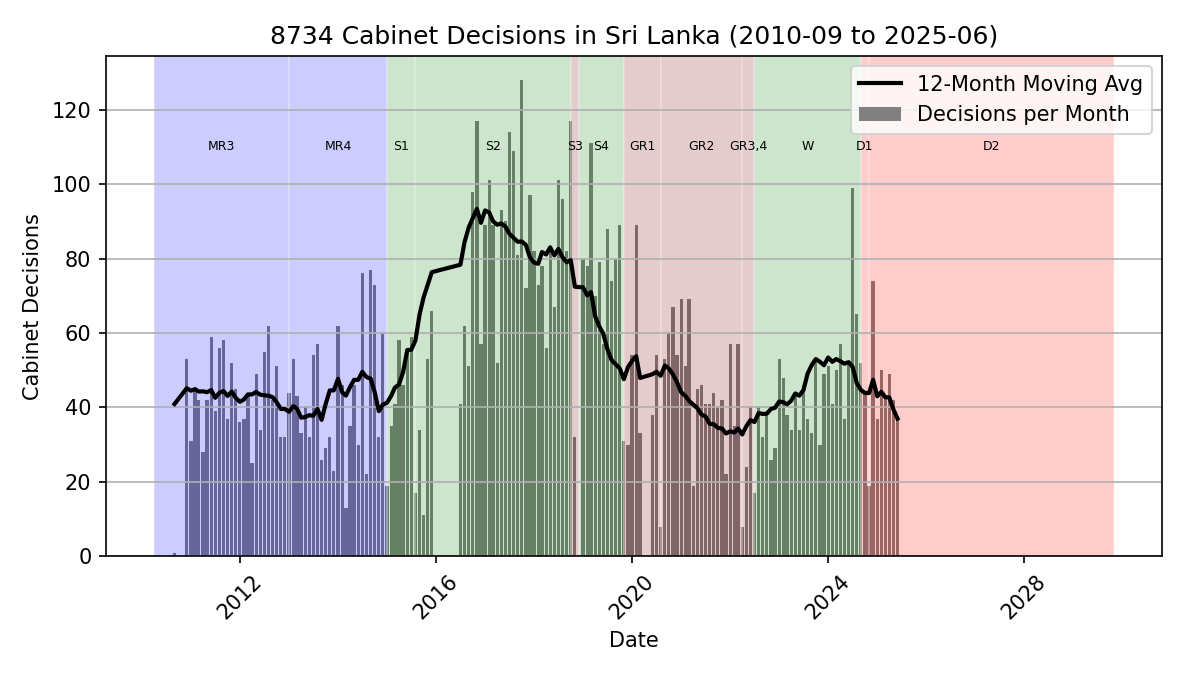 8734 Cabinet Decisions in Sri Lanka (2010-09 to 2025-06)
12-Month Moving Avg
Decisions per Month
MR3 MR4 S1 S2 S3 S4 GR1 GR2 GR3,4 W D1 D2
Cabinet Decisions
120
100
80
60
40
20
0
2012 2016 2020 2024 2028
Date